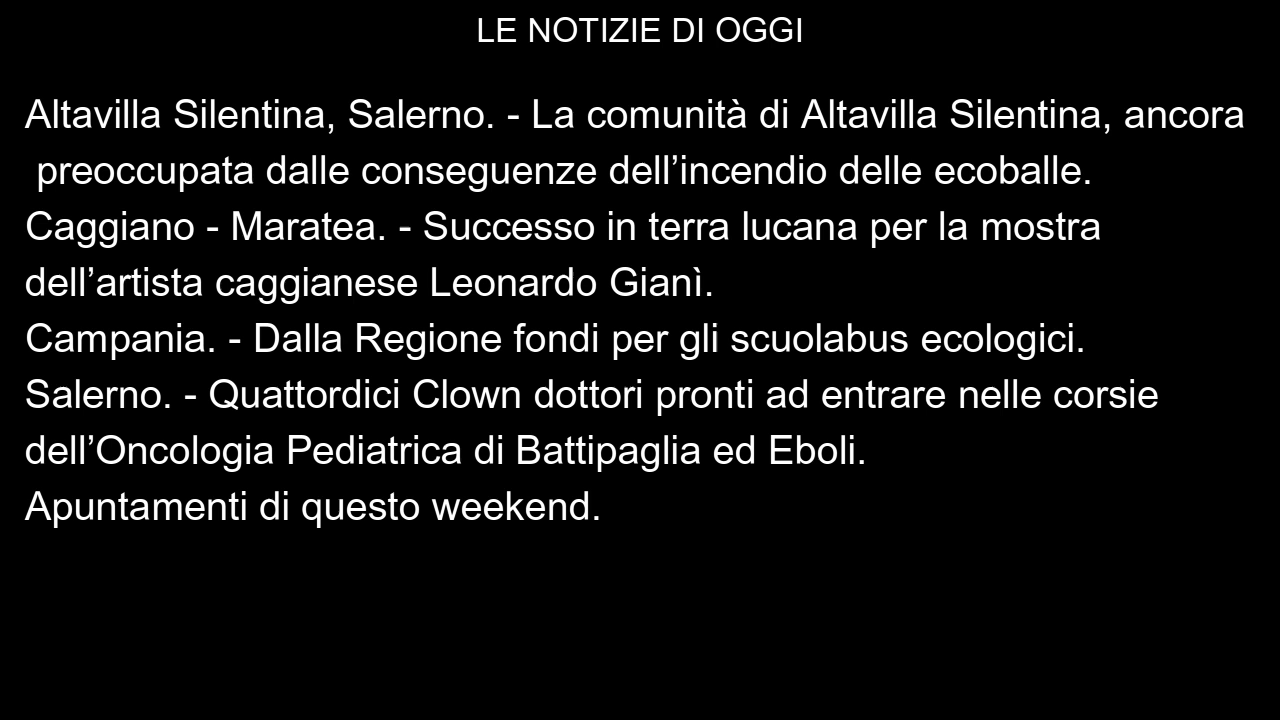 LE NOTIZIE DI OGGI
Altavilla Silentina, Salerno. - La comunità di Altavilla Silentina, ancora
preoccupata dalle conseguenze dell’incendio delle ecoballe.
Caggiano - Maratea. - Successo in terra lucana per la mostra
dell’artista caggianese Leonardo Gianì.
Campania. - Dalla Regione fondi per gli scuolabus ecologici.
Salerno. - Quattordici Clown dottori pronti ad entrare nelle corsie
dell’Oncologia Pediatrica di Battipaglia ed Eboli.
Apuntamenti di questo weekend.